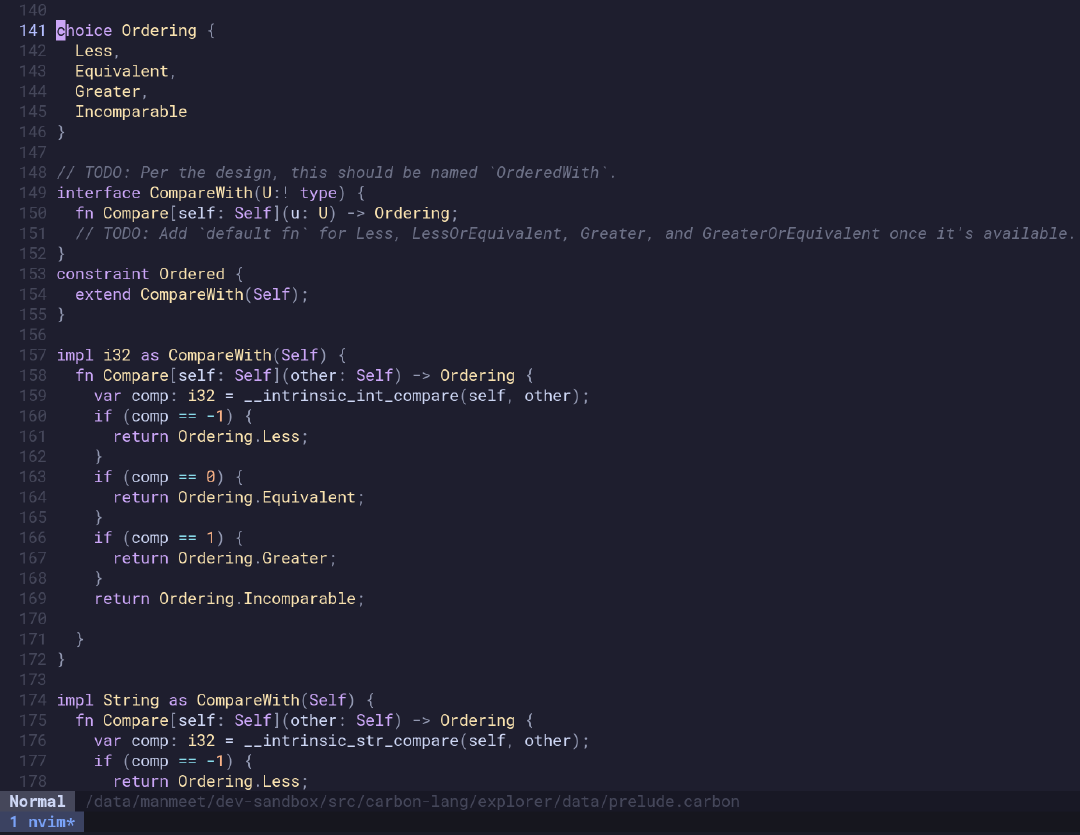 140
141 choice Ordering {
142   Less,
143   Equivalent,
144   Greater,
145   Incomparable
146 }
147
148 // TODO: Per the design, this should be named `OrderedWith`.
149 interface CompareWith(U:! type) {
150   fn Compare[self: Self](u: U) -> Ordering;
151   // TODO: Add `default fn` for Less, LessOrEquivalent, Greater, and GreaterOrEquivalent once it's available.
152 }
153 constraint Ordered {
154   extend CompareWith(Self);
155 }
156
157 impl i32 as CompareWith(Self) {
158   fn Compare[self: Self](other: Self) -> Ordering {
159     var comp: i32 = __intrinsic_int_compare(self, other);
160     if (comp == -1) {
161       return Ordering.Less;
162     }
163     if (comp == 0) {
164       return Ordering.Equivalent;
165     }
166     if (comp == 1) {
167       return Ordering.Greater;
168     }
169     return Ordering.Incomparable;
170
171   }
172 }
173
174 impl String as CompareWith(Self) {
175   fn Compare[self: Self](other: Self) -> Ordering {
176     var comp: i32 = __intrinsic_str_compare(self, other);
177     if (comp == -1) {
178       return Ordering.Less;
Normal /data/manmeet/dev-sandbox/src/carbon-lang/explorer/data/prelude.carbon
1 nvim*